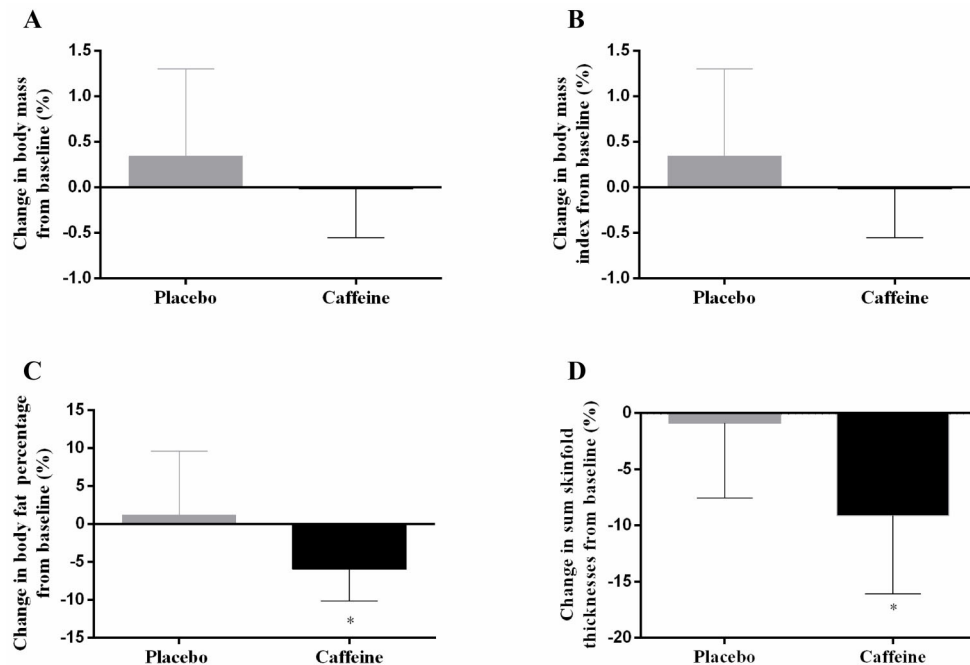 A
Change in body mass
from baseline (%)
1.5
1.0
0.5
0.0
-0.5
-1.0
Placebo
Caffeine
B
Change in body mass
index from baseline (%)
1.5
1.0
0.5
0.0
-0.5
-1.0
Placebo
Caffeine
C
Change in body fat percentage
from baseline (%)
15
10
5
0
-5
-10
-15
*
Placebo
Caffeine
D
Change in sum skinfold
thicknesses from baseline (%)
0
-5
-10
-15
-20
*
Placebo
Caffeine